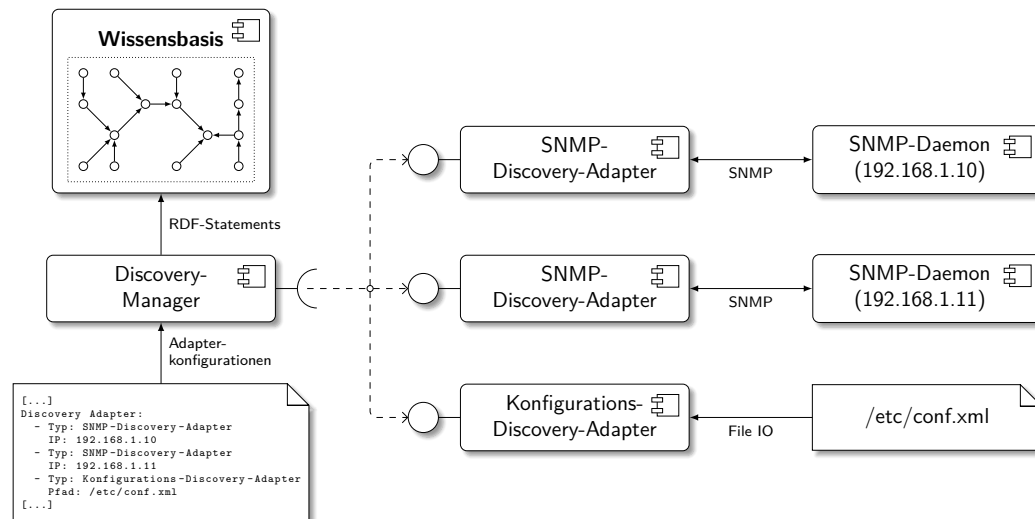 Wissensbasis
RDF-Statements
Discovery-
Manager
Adapter-
konfigurationen
[...]
Discovery Adapter:
- Typ: SNMP-Discovery-Adapter
IP: 192.168.1.10
- Typ: SNMP-Discovery-Adapter
IP: 192.168.1.11
- Typ: Konfigurations-Discovery-Adapter
Pfad: /etc/conf.xml
[...]
SNMP-
Discovery-Adapter
SNMP
SNMP-Daemon
(192.168.1.10)
SNMP-
Discovery-Adapter
SNMP
SNMP-Daemon
(192.168.1.11)
Konfigurations-
Discovery-Adapter
File IO
/etc/conf.xml